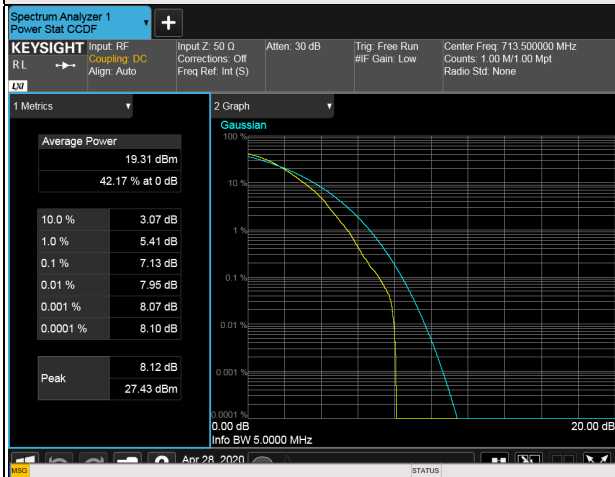 Spectrum Analyzer 1
Power Stat CCDF
KEYSIGHT
RL
LXI
Input: RF
Coupling: DC
Align: Auto
Input Z: 50 Ω
Corrections: Off
Freq Ref: Int (S)
Atten: 30 dB
Trig: Free Run
#IF Gain: Low
Center Freq: 713.500000 MHz
Counts: 1.00 M/1.00 Mpt
Radio Std: None
1 Metrics
Average Power
19.31 dBm
42.17 % at 0 dB
10.0 % 3.07 dB
1.0 % 5.41 dB
0.1 % 7.13 dB
0.01 % 7.95 dB
0.001 % 8.07 dB
0.0001 % 8.10 dB
Peak
8.12 dB
27.43 dBm
2 Graph
Gaussian
100 %
10 %
1 %
0.1 %
0.01 %
0.001 %
0.0001 %
0.00 dB 20.00 dB
Info BW 5.0000 MHz
Apr 28, 2020
MSG STATUS